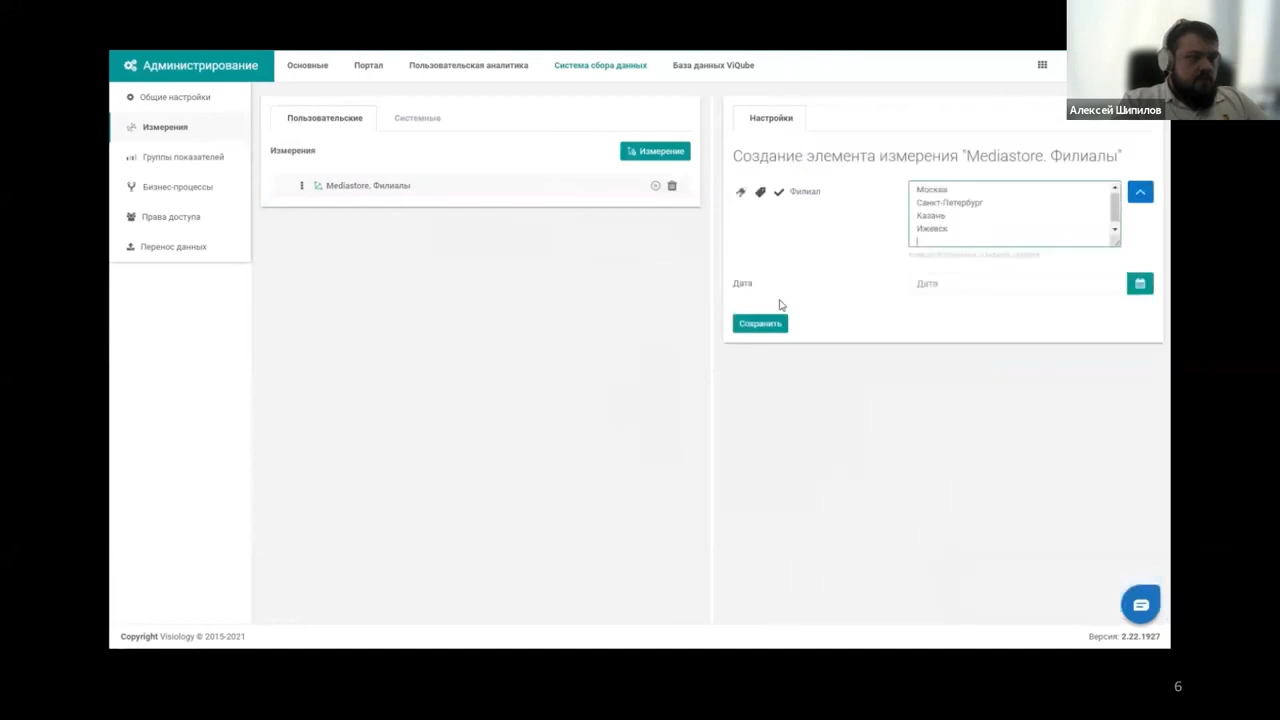 Администрирование
Основные
Портал
Пользовательская аналитика
Система сбора данных
База данных ViQube
Алексей Шипилов
Общие настройки
Измерения
Группы показателей
Бизнес-процессы
Права доступа
Перенос данных
Пользовательские
Системные
Измерения
Измерение
Mediastore. Филиалы
Настройки
Создание элемента измерения "Mediastore. Филиалы"
Филиал
Москва
Санкт-Петербург
Казань
Ижевск
Дата
Дата
Сохранить
Copyright Visiology © 2015-2021
Версия: 2.22.1927
6